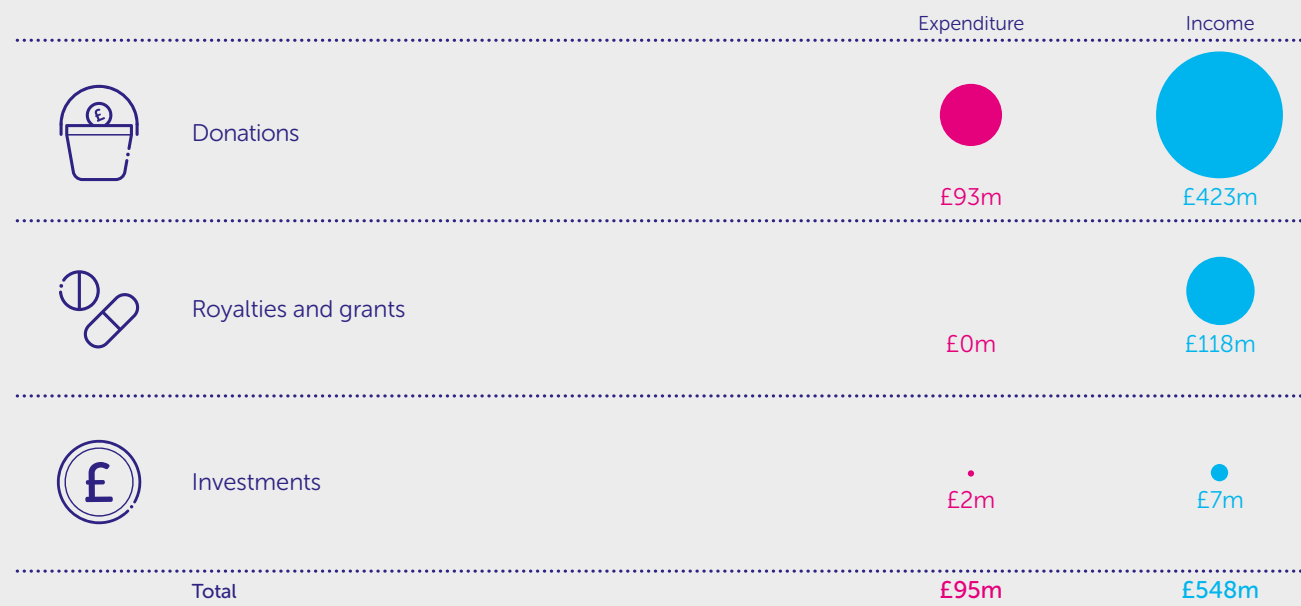 Expenditure Income
£
Donations
£93m £423m
Royalties and grants
£0m £118m
£
Investments
£2m £7m
Total £95m £548m